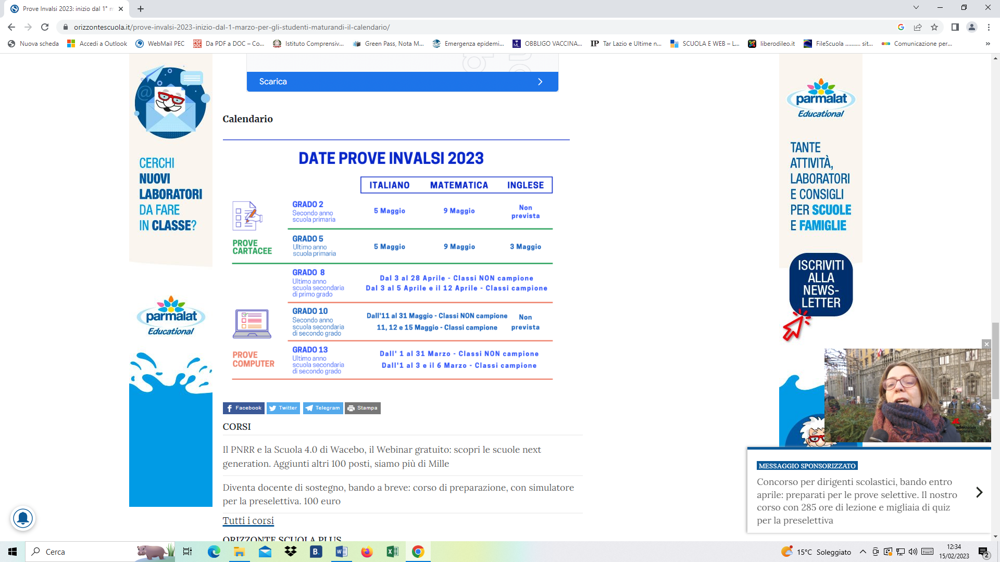 Prove Invalsi 2023: inizio dal 1° m
orizzontescuola.it/prove-invalsi-2023-inizio-dal-1-marzo-per-gli-studenti-maturandi-il-calendario/
Nuova scheda
Accedi a Outlook
WebMail PEC
Da PDF a DOC – Co...
Istituto Comprensiv...
Green Pass, Nota M...
Emergenza epidemi...
OBBLIGO VACCINA...
Tar Lazio e Ultime n...
SCUOLA E WEB – L...
liberodileo.it
FileScuola .......... sit...
Comunicazione per...
»
CERCHI
NUOVI
LABORATORI
DA FARE
IN CLASSE?
parmalat
Educational
Scarica
Calendario
DATE PROVE INVALSI 2023
ITALIANO MATEMATICA INGLESE
GRADO 2
Secondo anno
scuola primaria
5 Maggio
9 Maggio
Non
prevista
PROVE
CARTACEE
GRADO 5
Ultimo anno
scuola primaria
5 Maggio
9 Maggio
3 Maggio
GRADO 8
Ultimo anno
scuola secondaria
di primo grado
Dal 3 al 28 Aprile - Classi NON campione
Dal 3 al 5 Aprile e il 12 Aprile - Classi campione
GRADO 10
Secondo anno
scuola secondaria
di secondo grado
Dall'11 al 31 Maggio - Classi NON campione
11, 12 e 15 Maggio - Classi campione
Non
prevista
PROVE
COMPUTER
GRADO 13
Ultimo anno
scuola secondaria
di secondo grado
Dall' 1 al 31 Marzo - Classi NON campione
Dall'1 al 3 e il 6 Marzo - Classi campione
Facebook
Twitter
Telegram
Stampa
CORSI
Il PNRR e la Scuola 4.0 di Wacebo, il Webinar gratuito: scopri le scuole next
generation. Aggiunti altri 100 posti, siamo più di Mille
Diventa docente di sostegno, bando a breve: corso di preparazione, con simulatore
per la preselettiva. 100 euro
Tutti i corsi
ORIZZONTE SCUOLA PLUS
parmalat
Educational
TANTE
ATTIVITÀ,
LABORATORI
E CONSIGLI
PER SCUOLE
E FAMIGLIE
ISCRIVITI
ALLA
NEWS-
LETTER
adnkronos
topnews
MESSAGGIO SPONSORIZZATO
Concorso per dirigenti scolastici, bando entro
aprile: preparati per le prove selettive. Il nostro
corso con 285 ore di lezione e migliaia di quiz
per la preselettiva
Cerca
15°C Soleggiato
12:34
15/02/2023
2